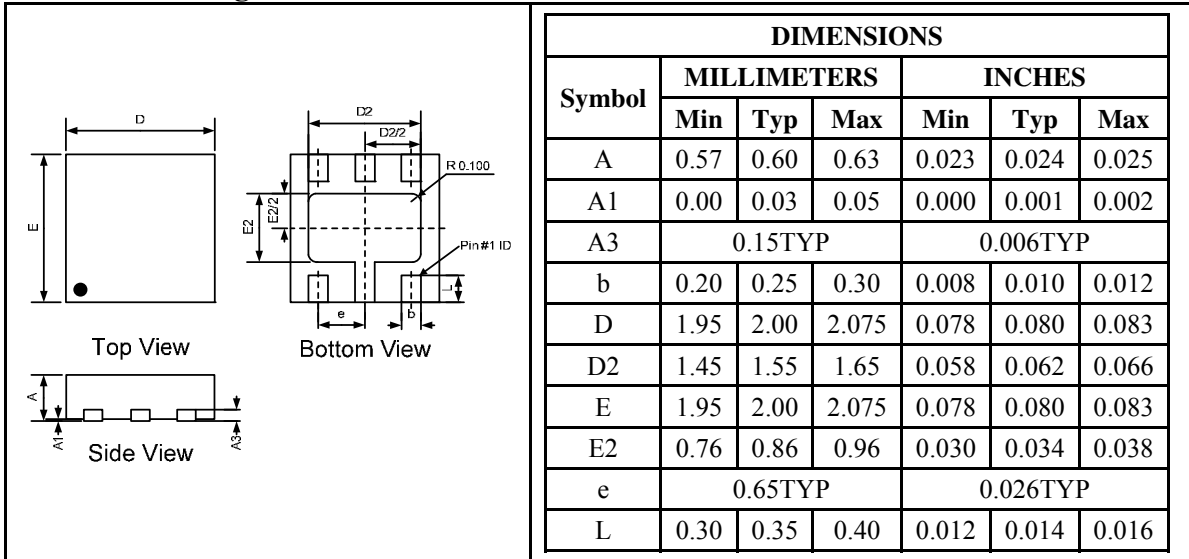 D
E
Top View
D2
D2/2
R 0.100
E2
E2/2
Pin#1 ID
L
e
b
Bottom View
A
A1
A3
Side View
DIMENSIONS
Symbol MILLIMETERS INCHES
Min Typ Max Min Typ Max
A 0.57 0.60 0.63 0.023 0.024 0.025
A1 0.00 0.03 0.05 0.000 0.001 0.002
A3 0.15TYP 0.006TYP
b 0.20 0.25 0.30 0.008 0.010 0.012
D 1.95 2.00 2.075 0.078 0.080 0.083
D2 1.45 1.55 1.65 0.058 0.062 0.066
E 1.95 2.00 2.075 0.078 0.080 0.083
E2 0.76 0.86 0.96 0.030 0.034 0.038
e 0.65TYP 0.026TYP
L 0.30 0.35 0.40 0.012 0.014 0.016